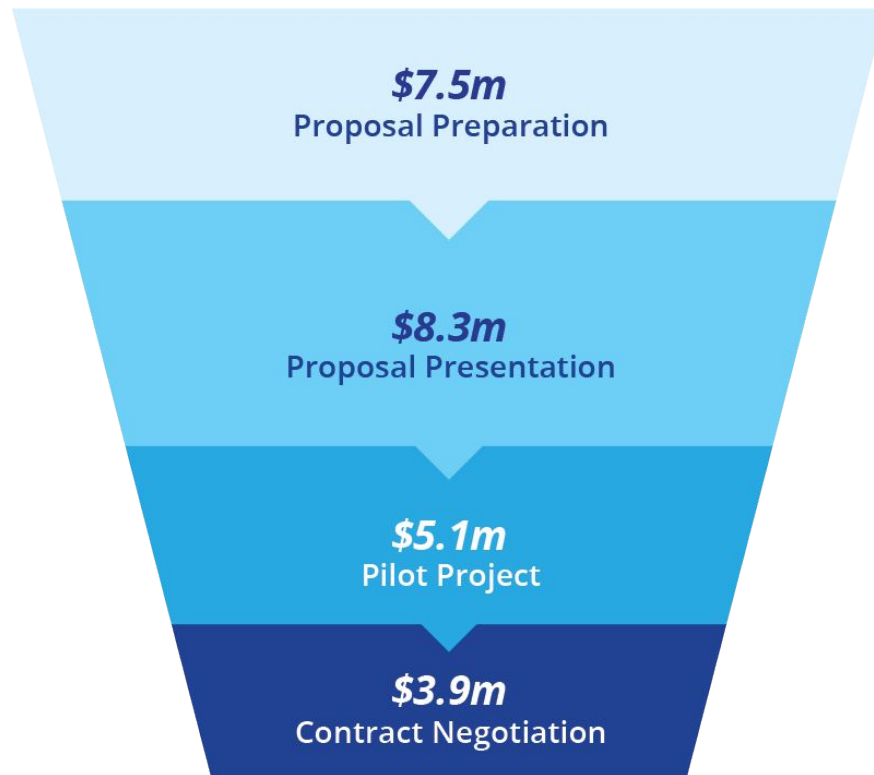 $7.5m
Proposal Preparation
$8.3m
Proposal Presentation
$5.1m
Pilot Project
$3.9m
Contract Negotiation